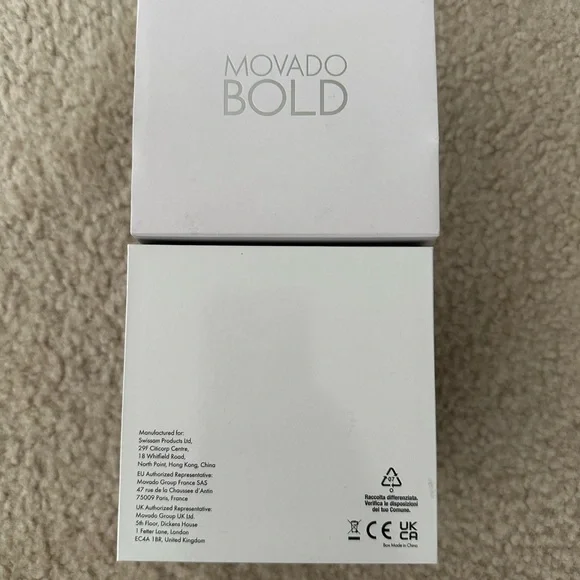 MOVADO
BOLD
Manufactured for:
Swissam Products Ltd,
29F Citicorp Centre,
18 Whitfield Road,
North Point, Hong Kong, China
EU Authorized Representative:
Movado Group France SAS
47 rue de la Chaussee d'Antin
75009 Paris, France
UK Authorized Representative:
Movado Group UK Ltd.
5th Floor, Dickens House
1 Fetter Lane, London
EC4A 1BR, United Kingdom
07
Raccolta differenziata.
Verifica le disposizioni
del tuo Comune.
CE UK
CA
Box Made in China